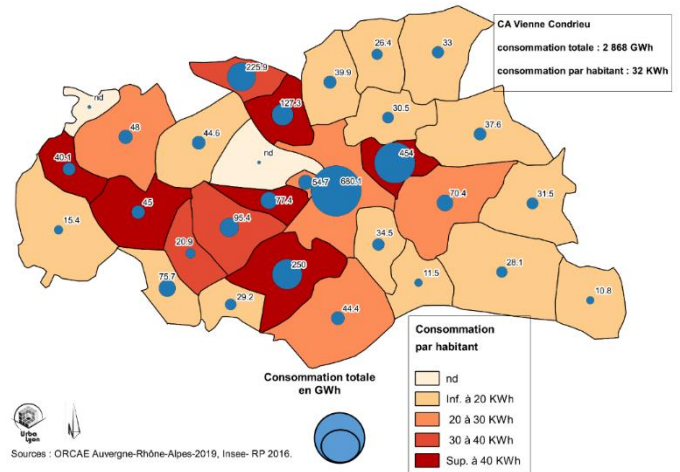 CA Vienne Condrieu
consommation totale : 2 868 GWh
consommation par habitant : 32 KWh
26.4
33
39.9
225.9
127.3
30.5
nd
48
44.6
37.6
nd
454
40.1
54.7
680.1
77.4
70.4
31.5
45
15.4
95.4
20.9
34.5
250
28.1
11.5
75.7
29.2
10.8
44.4
Consommation
par habitant
nd
Inf. à 20 KWh
20 à 30 KWh
30 à 40 KWh
Sup. à 40 KWh
Consommation totale
en GWh
Urba
Lyon
Sources : ORCAE Auvergne-Rhône-Alpes-2019, Insee- RP 2016.